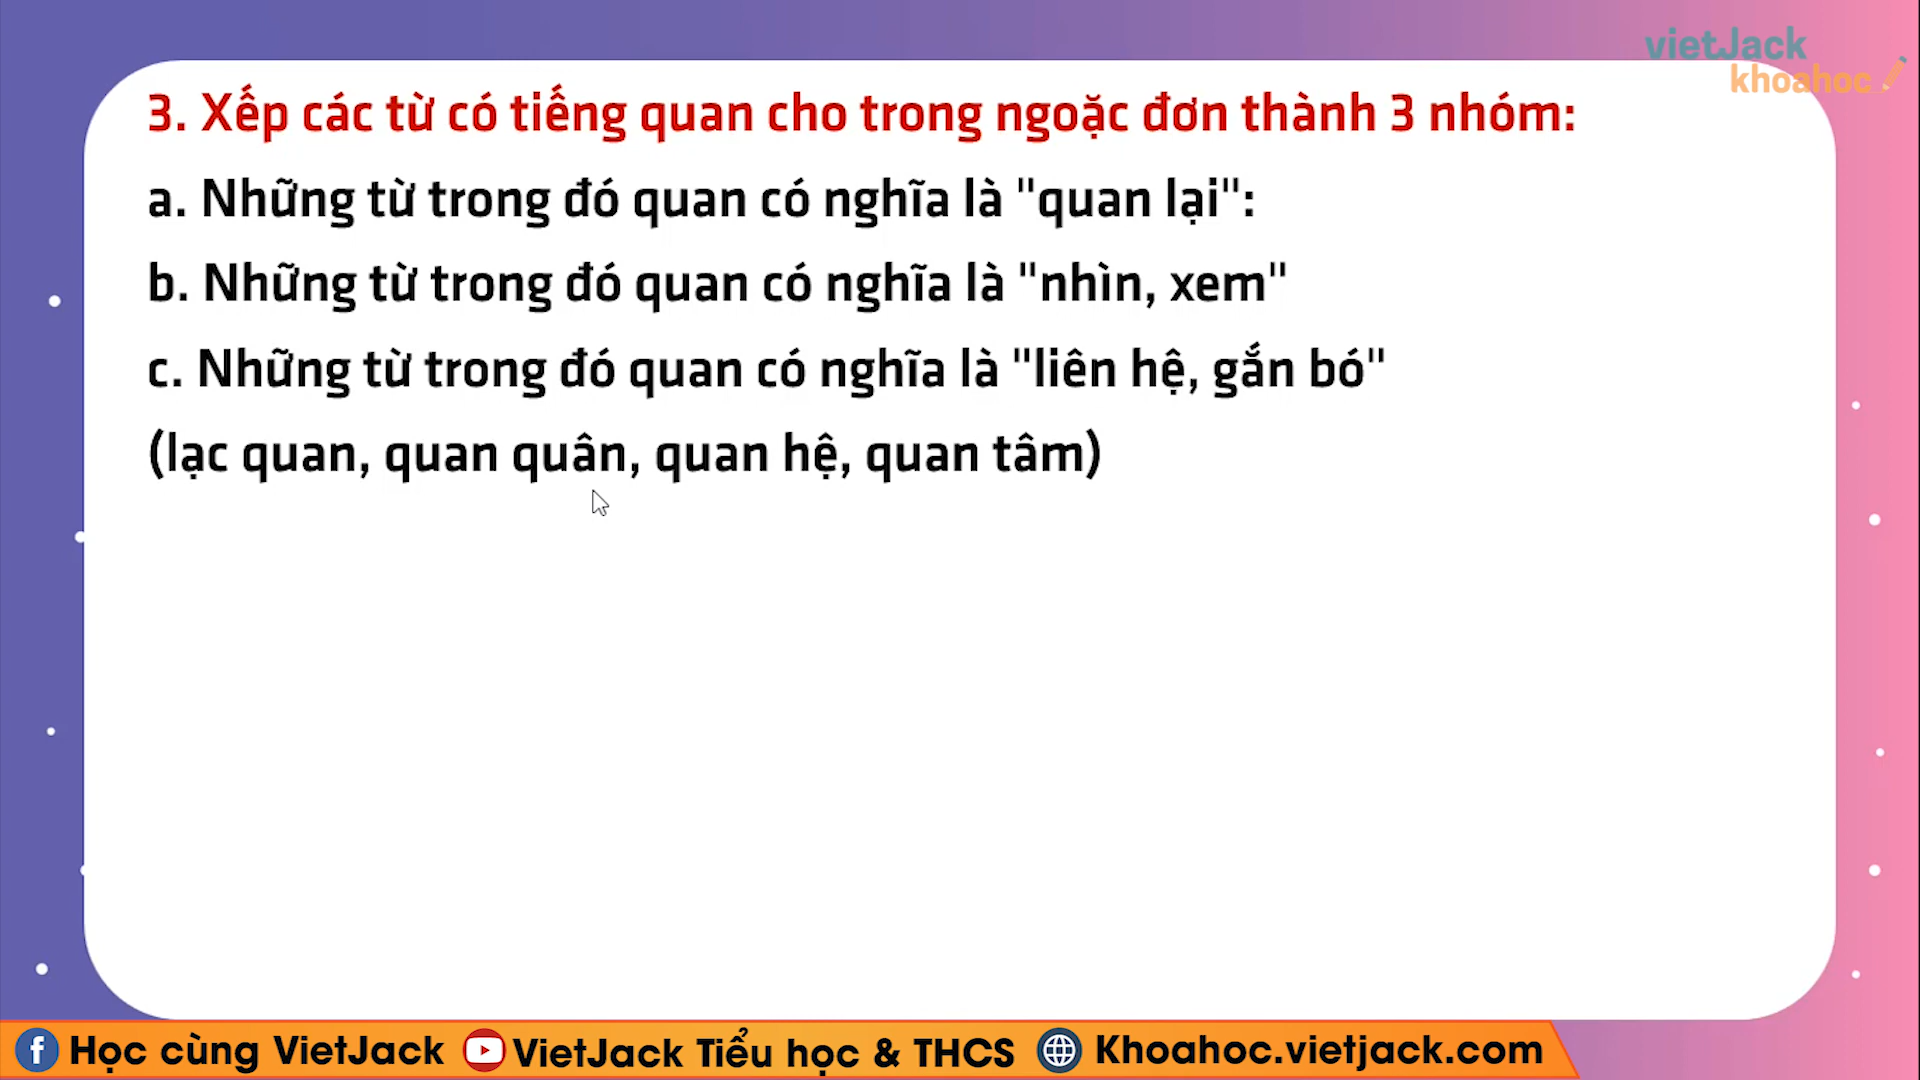 vietJack
khoahoc
3. Xếp các từ có tiếng quan cho trong ngoặc đơn thành 3 nhóm:
a. Những từ trong đó quan có nghĩa là "quan lại":
b. Những từ trong đó quan có nghĩa là "nhìn, xem"
c. Những từ trong đó quan có nghĩa là "liên hệ, gắn bó"
(lạc quan, quan quân, quan hệ, quan tâm)
Học cùng VietJack VietJack Tiểu học & THCS Khoahoc.vietjack.com